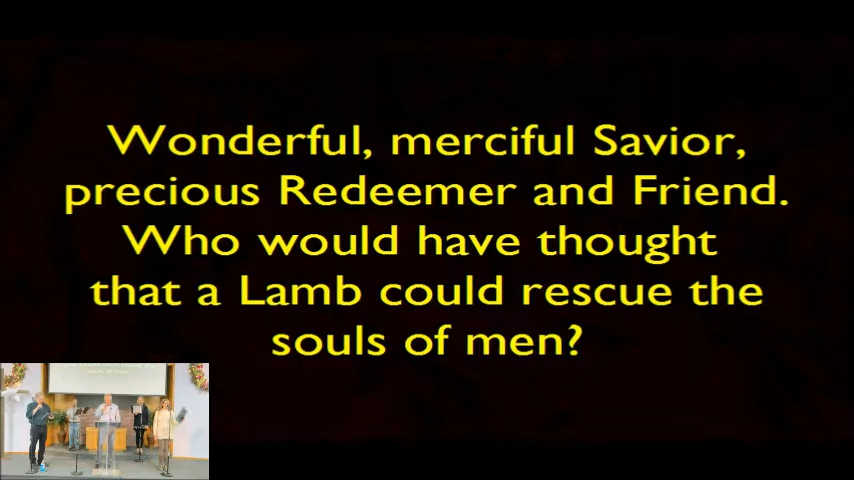 Wonderful, merciful Savior,
precious Redeemer and Friend.
Who would have thought
that a Lamb could rescue the
souls of men?